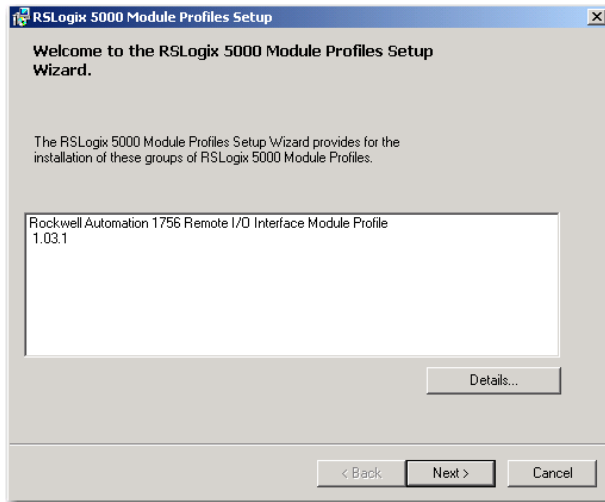 RSLogix 5000 Module Profiles Setup
Welcome to the RSLogix 5000 Module Profiles Setup
Wizard.
The RSLogix 5000 Module Profiles Setup Wizard provides for the
installation of these groups of RSLogix 5000 Module Profiles.
Rockwell Automation 1756 Remote I/O Interface Module Profile
1.03.1
Details...
< Back
Next >
Cancel